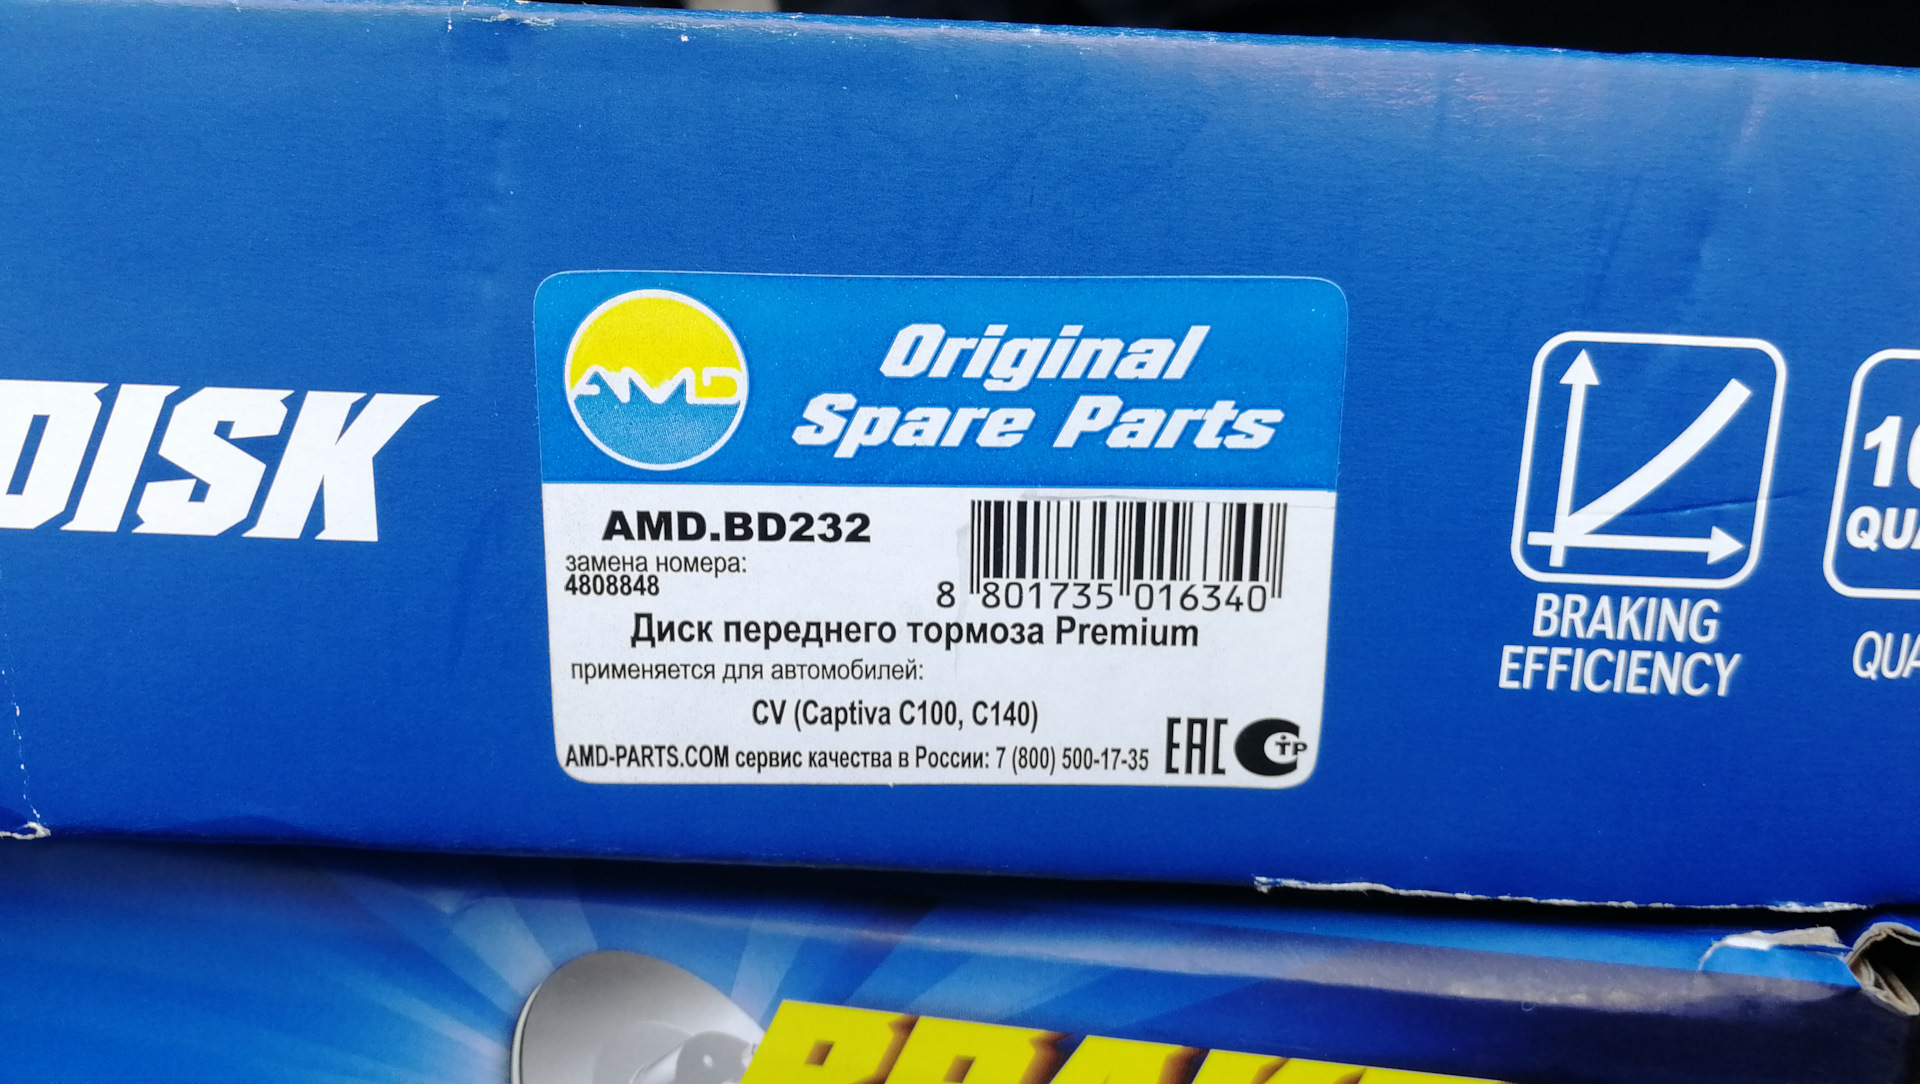 DISK
AMD
Original
Spare Parts
AMD.BD232
замена номера:
4808848
8 801735 016340
Диск переднего тормоза Premium
применяется для автомобилей:
CV (Captiva C100, C140)
AMD-PARTS.COM сервис качества в России: 7 (800) 500-17-35
EAC
СТР
BRAKING
EFFICIENCY